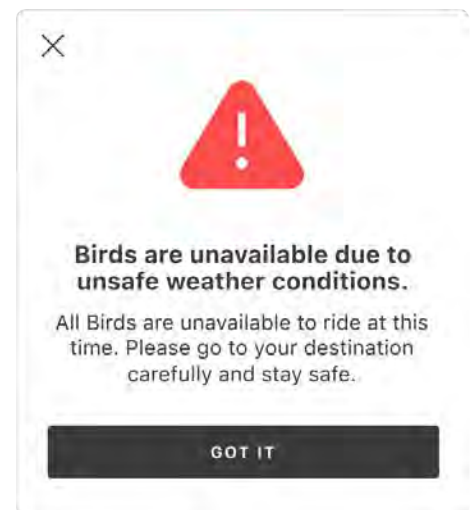 Birds are unavailable due to
unsafe weather conditions.
All Birds are unavailable to ride at this
time. Please go to your destination
carefully and stay safe.
GOT IT